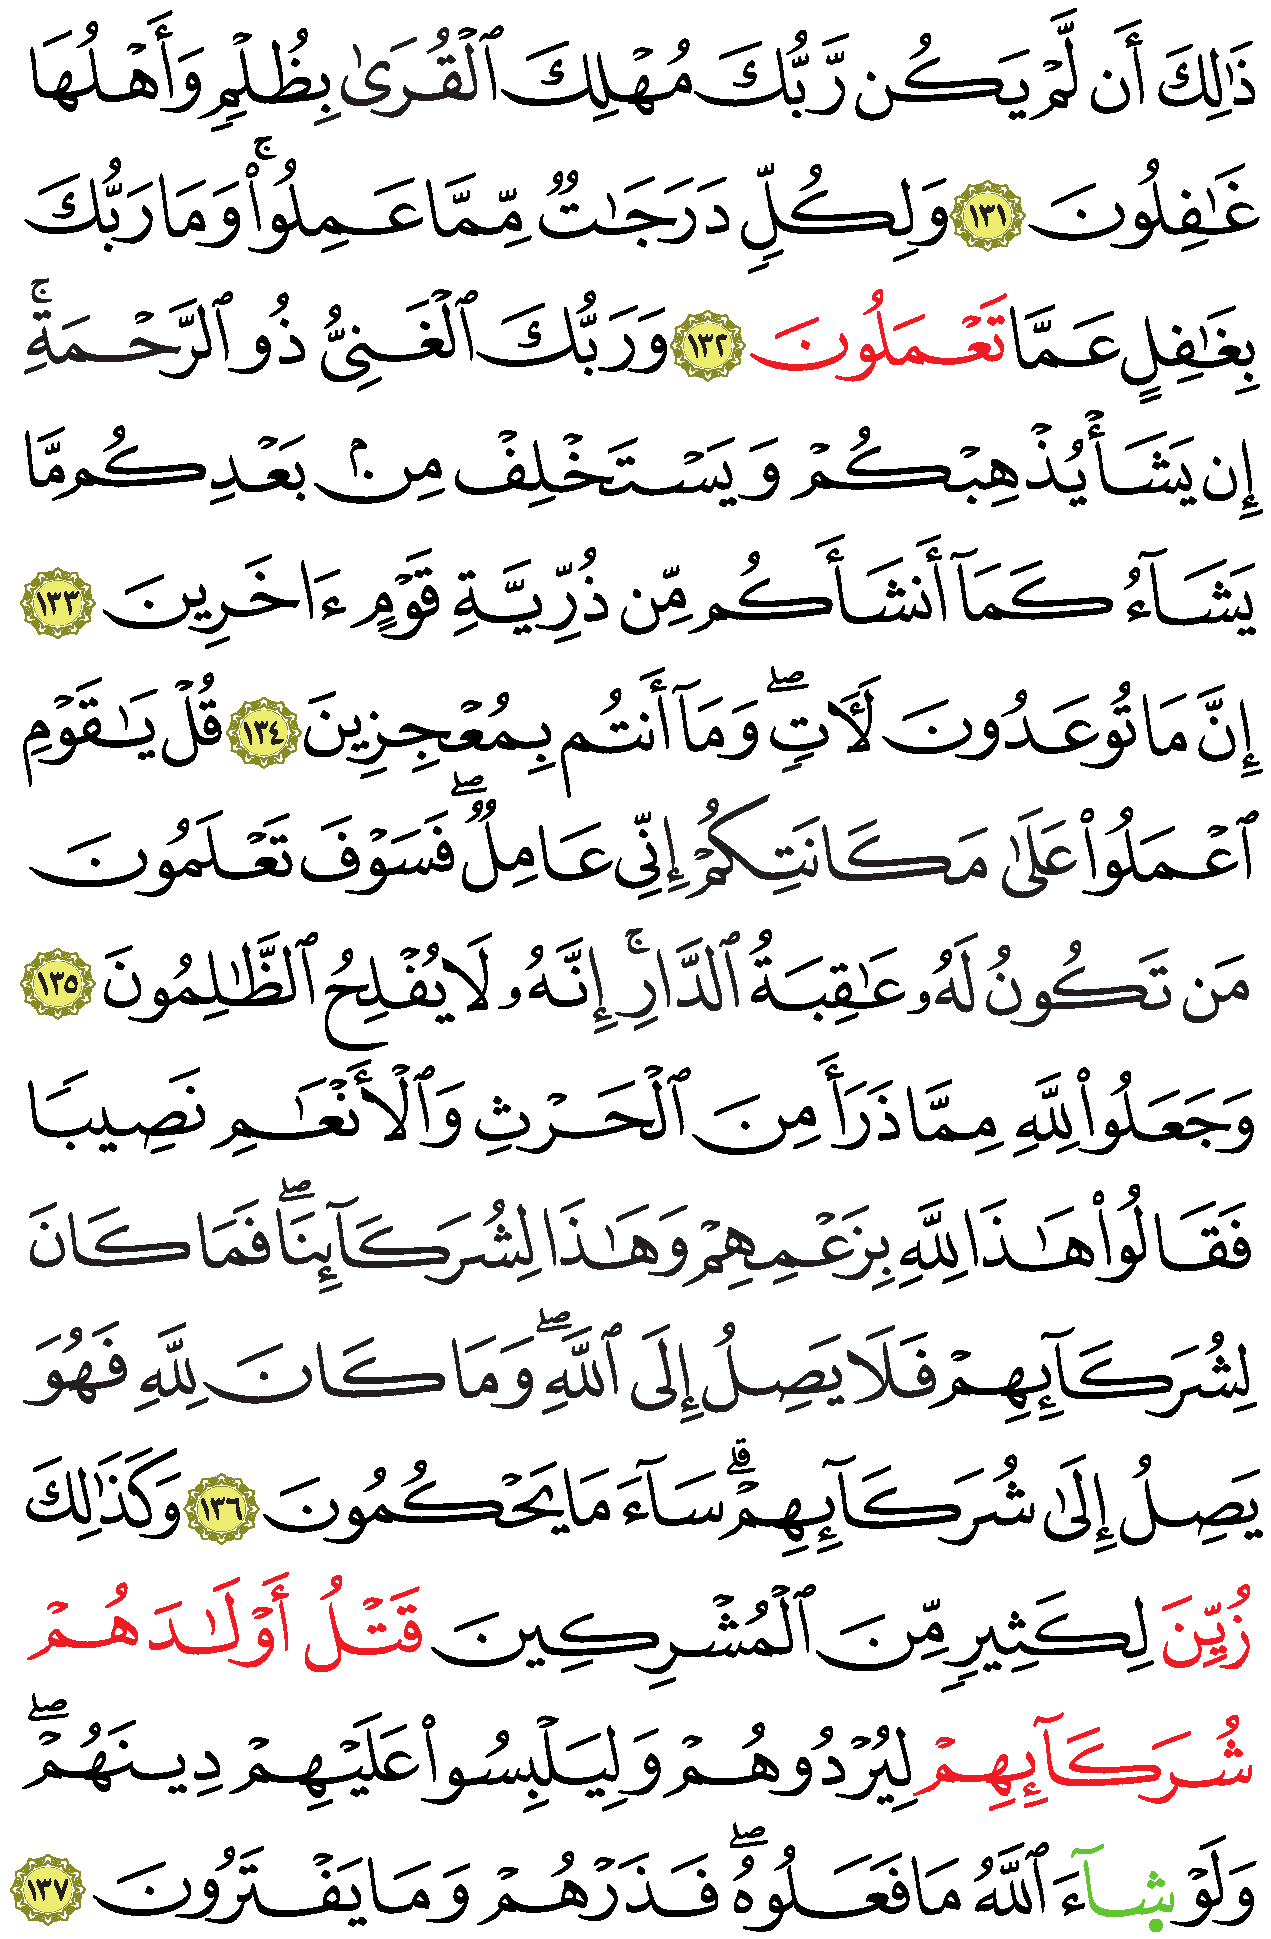 ذَٰلِكَ أَن لَّمْ يَكُن رَّبُّكَ مُهْلِكَ ٱلْقُرَىٰ بِظُلْمٍ وَأَهْلُهَا
غَٰفِلُونَ ١٣١ وَلِكُلٍّ دَرَجَٰتٌ مِّمَّا عَمِلُوا۟ ۚ وَمَا رَبُّكَ
بِغَٰفِلٍ عَمَّا تَعْمَلُونَ ١٣٢ وَرَبُّكَ ٱلْغَنِىُّ ذُو ٱلرَّحْمَةِ ۚ
إِن يَشَأْ يُذْهِبْكُمْ وَيَسْتَخْلِفْ مِنۢ بَعْدِكُم مَّا
يَشَآءُ كَمَآ أَنشَأَكُم مِّن ذُرِّيَّةِ قَوْمٍ ءَاخَرِينَ ١٣٣
إِنَّ مَا تُوعَدُونَ لَـَٔاتٍ ۖ وَمَآ أَنتُم بِمُعْجِزِينَ ١٣٤ قُلْ يَٰقَوْمِ
ٱعْمَلُوا۟ عَلَىٰ مَكَانَتِكُمْ إِنِّى عَامِلٌ ۖ فَسَوْفَ تَعْلَمُونَ
مَن تَكُونُ لَهُۥ عَٰقِبَةُ ٱلدَّارِ ۚ إِنَّهُۥ لَا يُفْلِحُ ٱلظَّٰلِمُونَ ١٣٥
وَجَعَلُوا۟ لِلَّهِ مِمَّا ذَرَأَ مِنَ ٱلْحَرْثِ وَٱلْأَنْعَٰمِ نَصِيبًا
فَقَالُوا۟ هَٰذَا لِلَّهِ بِزَعْمِهِمْ وَهَٰذَا لِشُرَكَآئِنَا ۖ فَمَا كَانَ
لِشُرَكَآئِهِمْ فَلَا يَصِلُ إِلَى ٱللَّهِ ۖ وَمَا كَانَ لِلَّهِ فَهُوَ
يَصِلُ إِلَىٰ شُرَكَآئِهِمْ ۗ سَآءَ مَا يَحْكُمُونَ ١٣٦ وَكَذَٰلِكَ
زُيِّنَ لِكَثِيرٍ مِّنَ ٱلْمُشْرِكِينَ قَتْلُ أَوْلَٰدَهُمْ
شُرَكَآئِهِمْ لِيُرْدُوهُمْ وَلِيَلْبِسُوا۟ عَلَيْهِمْ دِينَهُمْ ۖ
وَلَوْ شَآءَ ٱللَّهُ مَا فَعَلُوهُ ۖ فَذَرْهُمْ وَمَا يَفْتَرُونَ ١٣٧